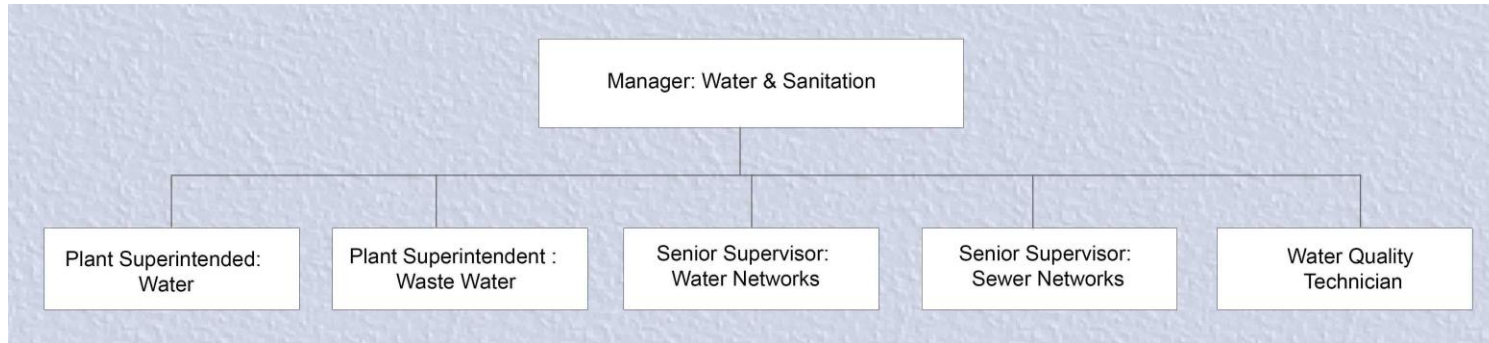 Manager: Water & Sanitation
Plant Superintended:
Water
Plant Superintendent :
Waste Water
Senior Supervisor:
Water Networks
Senior Supervisor:
Sewer Networks
Water Quality
Technician